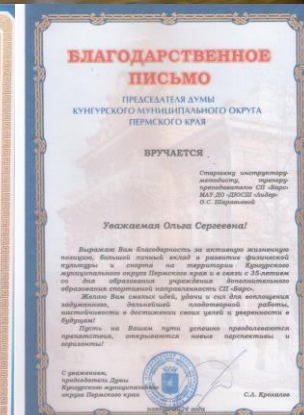 БЛАГОДАРСТВЕННОЕ
ПИСЬМО
ПРЕДСЕДАТЕЛЯ ДУМЫ
КУНГУРСКОГО МУНИЦИПАЛЬНОГО ОКРУГА
ПЕРМСКОГО КРАЯ
ВРУЧАЕТСЯ
Старшему инструктору-
методисту, тренеру-
преподавателю СП «Барс»
МАУ ДО «ДЮСШ «Лидер»
О.С. Шаравьевой
Уважаемая Ольга Сергеевна!
Выражаю Вам благодарность за активную жизненную
позицию, большой личный вклад в развитие физической
культуры и спорта на территории Кунгурского
муниципального округа Пермского края и в связи с 35-летием
со дня образования учреждения дополнительного
образования спортивной направленности СП «Барс».
Желаю Вам смелых идей, удачи и сил для воплощения
задуманного, дальнейшей плодотворной работы,
настойчивости в достижении своих целей и уверенности в
будущем!
Пусть на Вашем пути успешно преодолеваются
препятствия, открываются новые перспективы и
горизонты!
С уважением,
председатель Думы
Кунгурского муниципального
округа Пермского края
С.Л. Крохалев